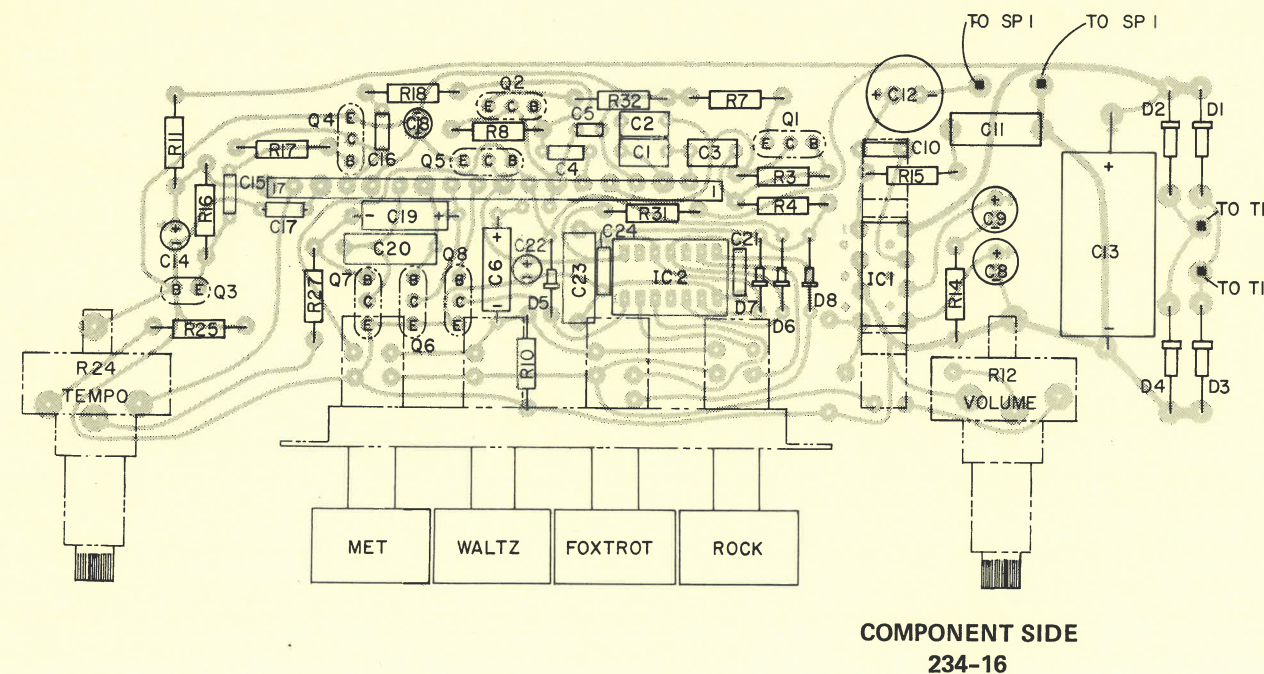 TO SP 1
TO SP 1
R18
Q2
R32
R7
C12
+
-
D2
D1
Q4
E
C
B
C18
E C B
C5
C2
Q1
C11
R11
R17
C16
R8
Q5
E C B
C4
C1
C3
E C B
C10
R3
R15
C15
17
1
R16
C17
- C19 +
R31
R4
+
C9
-
+
C13
-
TO T1
C14
+
-
C20
Q7
Q8
+
C6
-
C22
+
-
C24
C23
IC2
C21
IC1
+
C8
-
B E
Q3
R27
B
C
E
B
C
E
B
C
E
D5
D7
D6
D8
R14
TO T1
R25
Q6
R10
R24
TEMPO
R12
VOLUME
D4
D3
MET
WALTZ
FOXTROT
ROCK
COMPONENT SIDE
234-16